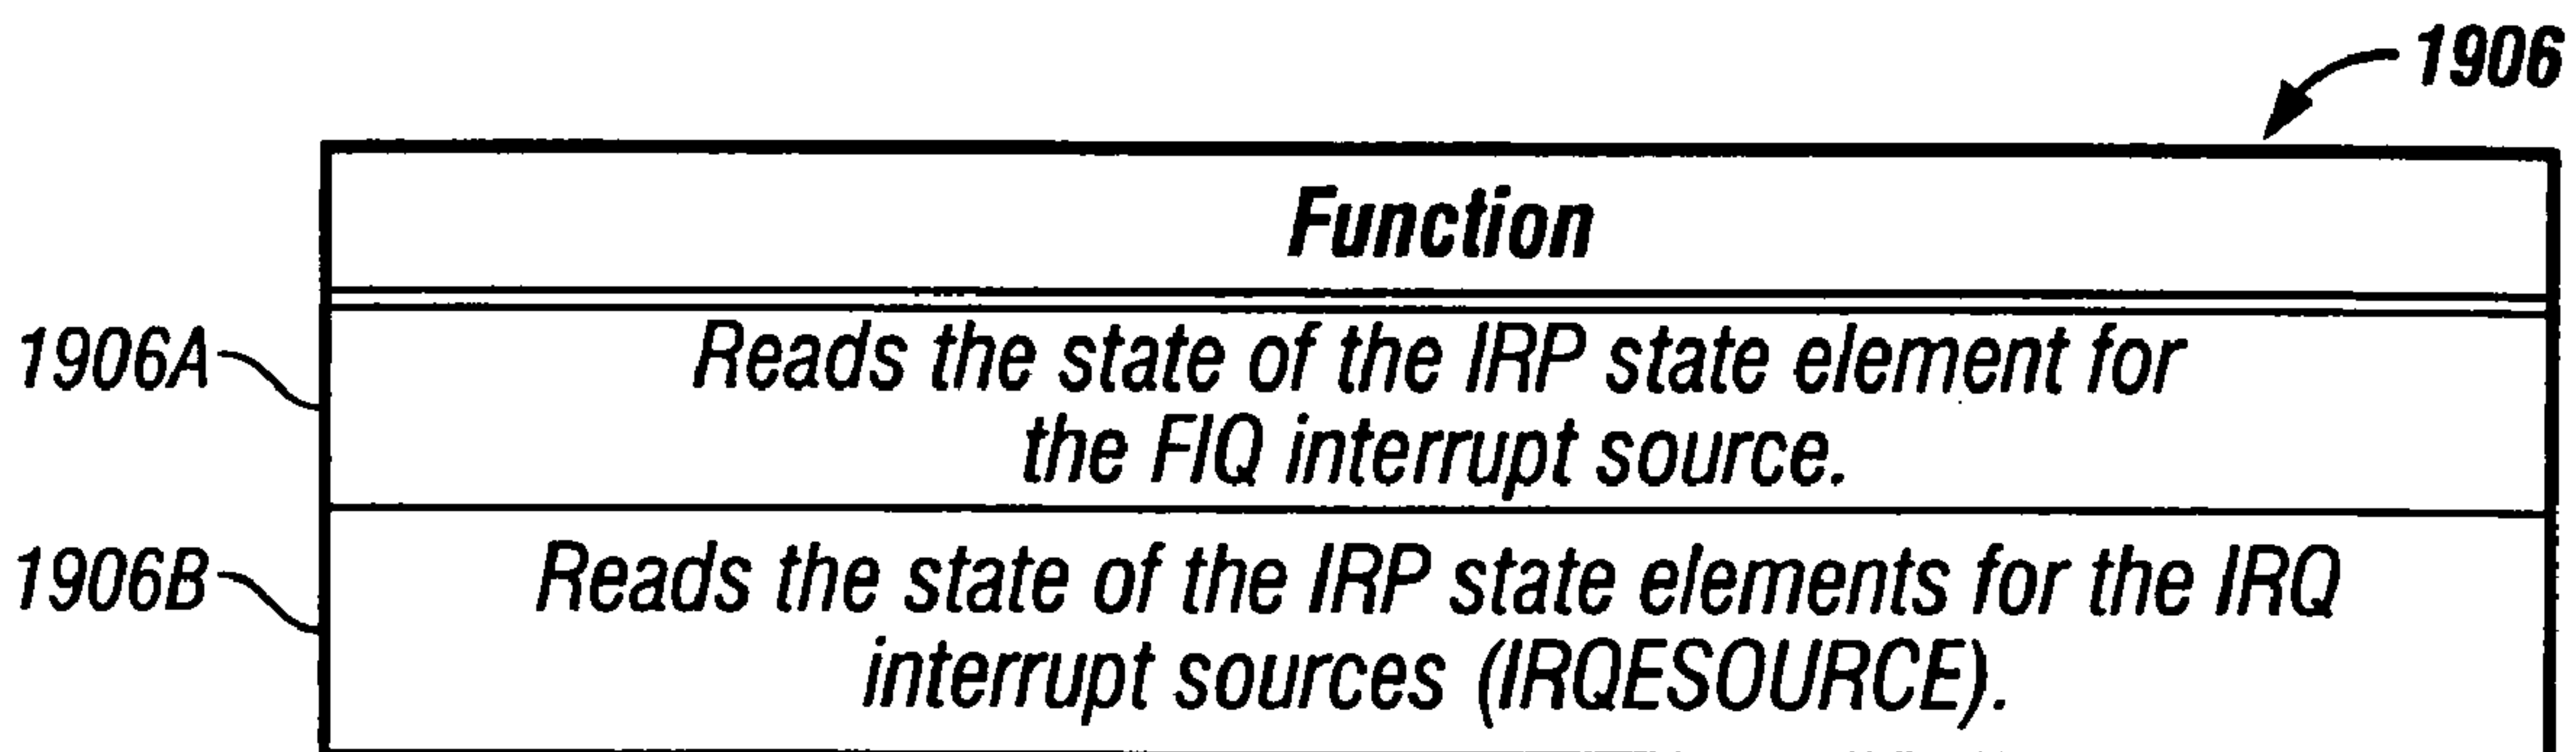 1906
Function
1906A
Reads the state of the IRP state element for
the FIQ interrupt source.
1906B
Reads the state of the IRP state elements for the IRQ
interrupt sources (IRQESOURCE).